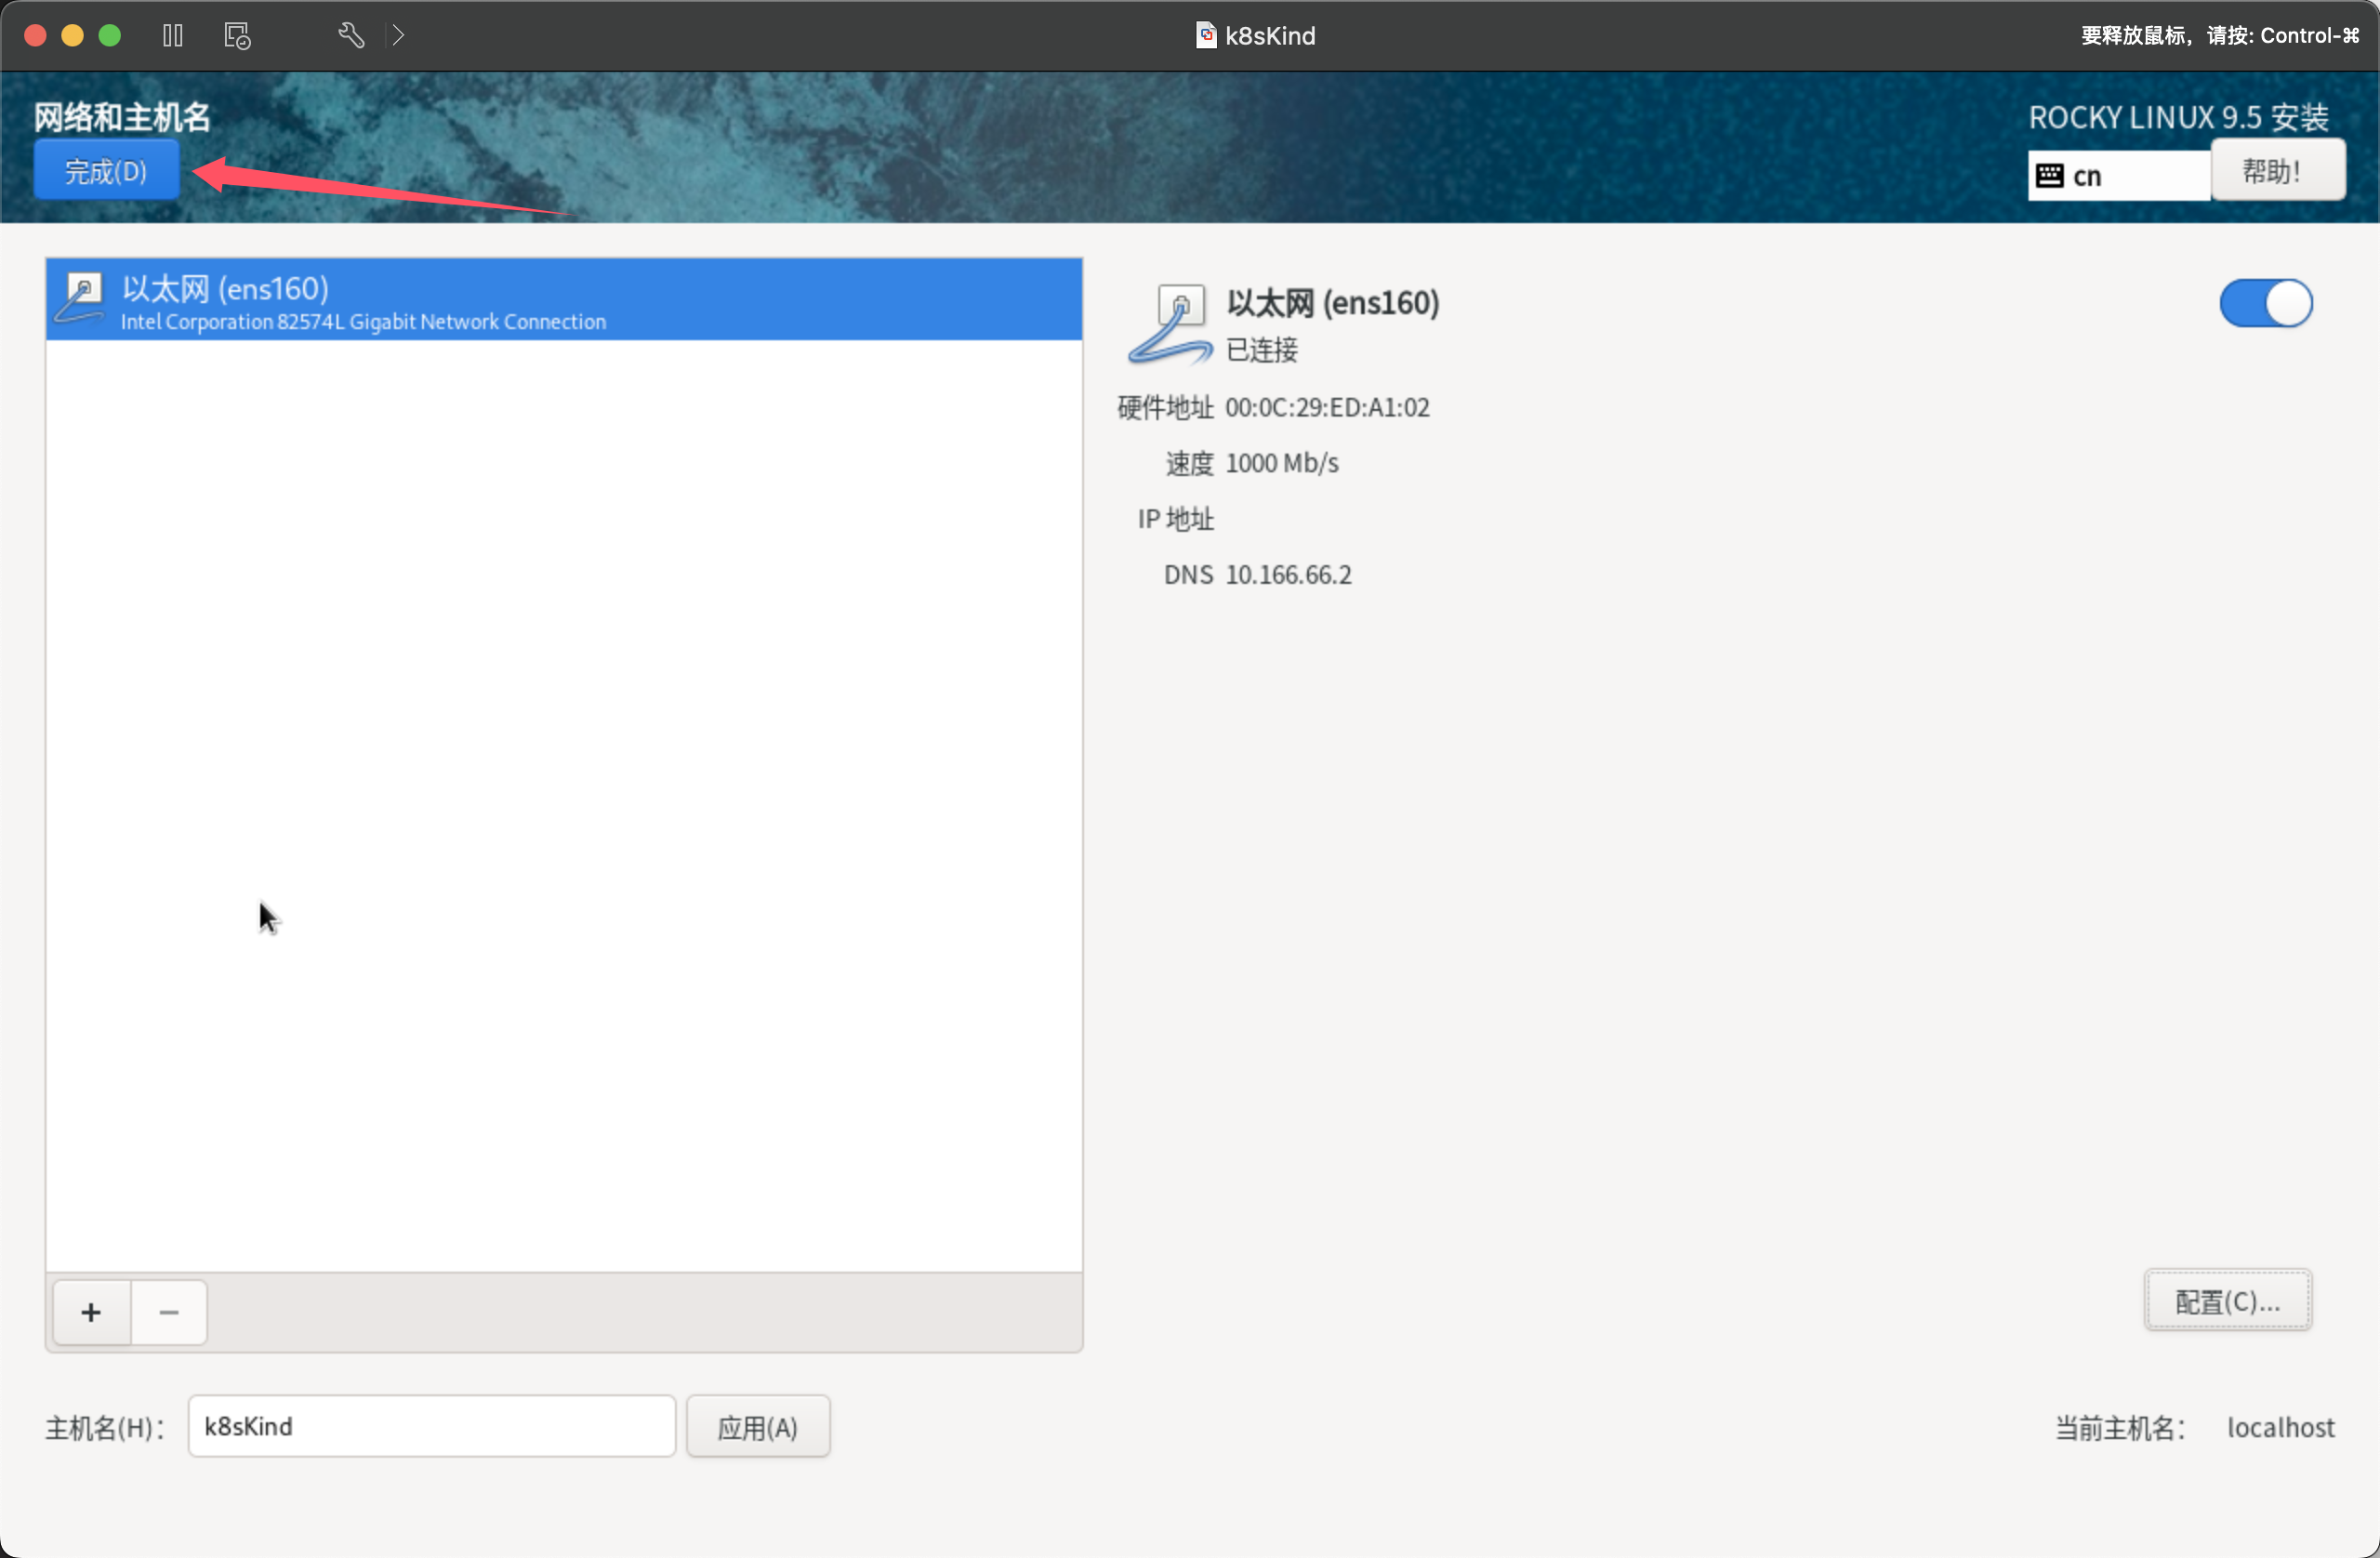 k8sKind
要释放鼠标，请按: Control-⌘
网络和主机名
ROCKY LINUX 9.5 安装
完成(D)
cn
帮助！
以太网 (ens160)
Intel Corporation 82574L Gigabit Network Connection
以太网 (ens160)
已连接
硬件地址 00:0C:29:ED:A1:02
速度 1000 Mb/s
IP 地址
DNS 10.166.66.2
+
−
配置(C)...
主机名(H)： k8sKind 应用(A)
当前主机名： localhost